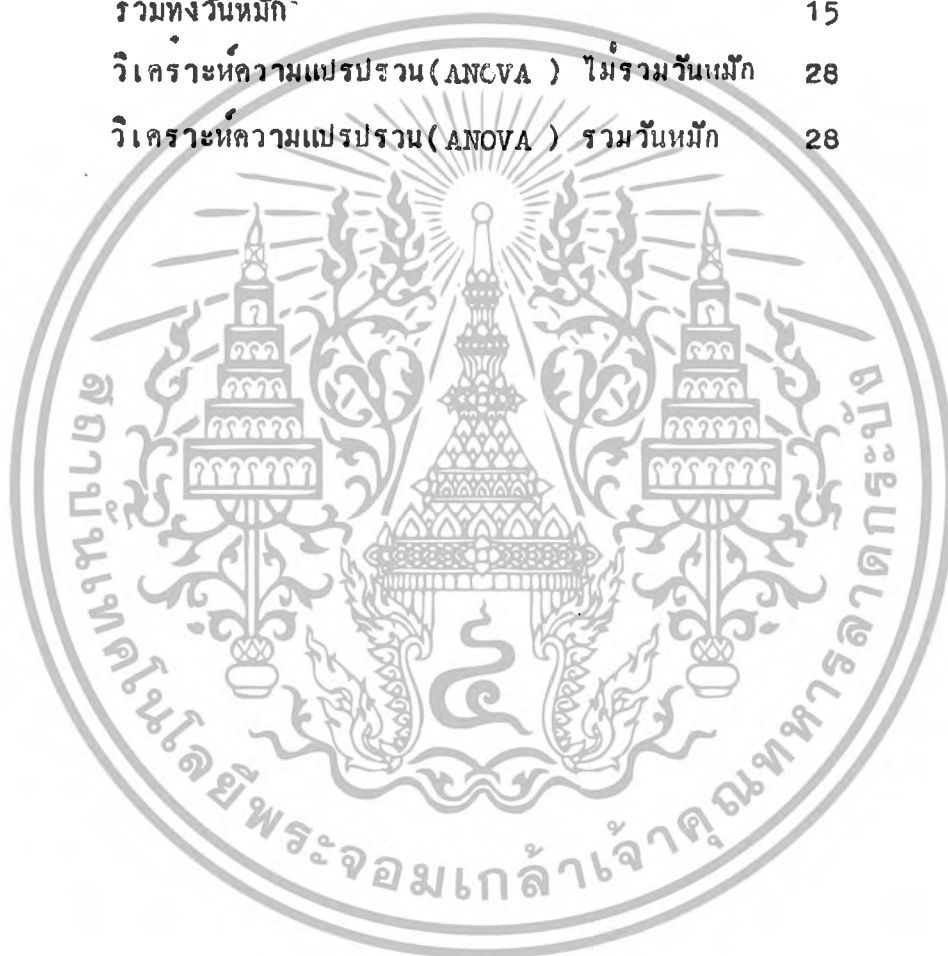 รวมทั้งวันหมัก 15
วิเคราะห์ความแปรปรวน(ANCVA ) ไม่รวมวันหมัก 28
วิเคราะห์ความแปรปรวน(ANOVA ) รวมวันหมัก 28
สถาบันเทคโนโลยีพระจอมเกล้าเจ้าคุณทหารลาดกระบัง